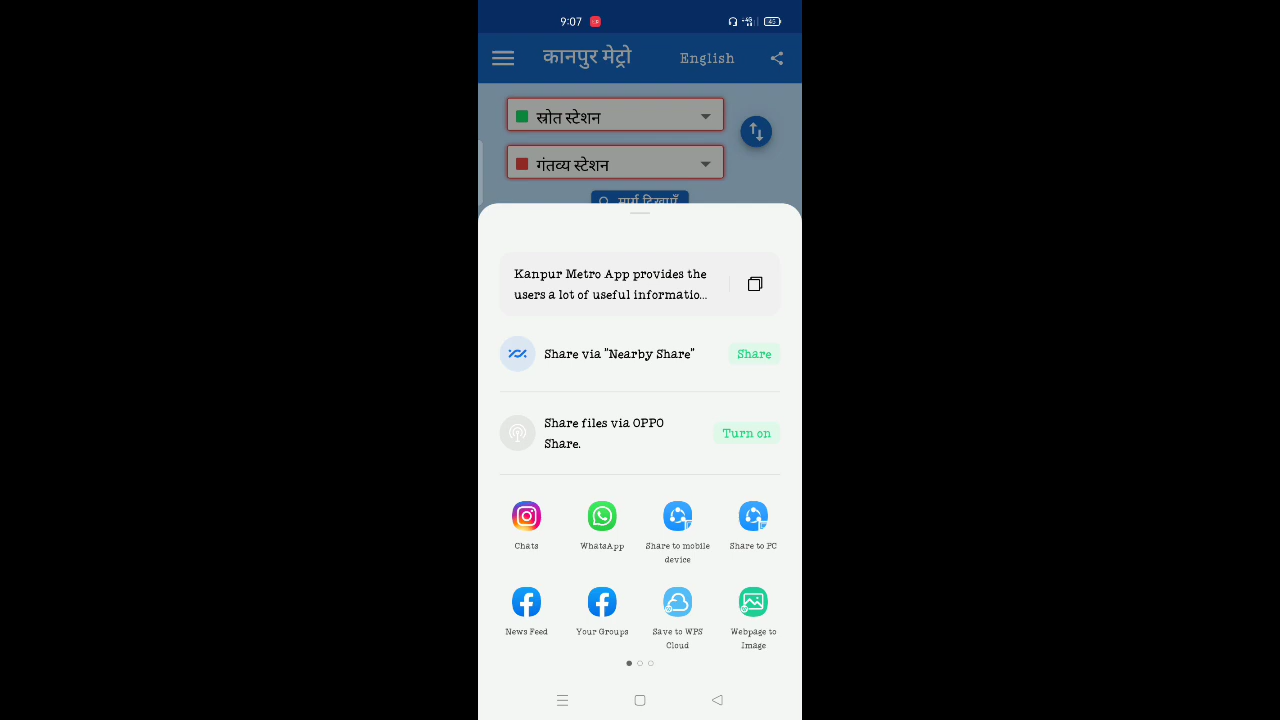 9:07
कानपुर मेट्रो English
स्रोत स्टेशन
गंतव्य स्टेशन
मार्ग दिखाएँ
Kanpur Metro App provides the
users a lot of useful informatio...
Share via "Nearby Share" Share
Share files via OPPO
Share.
Turn on
Chats WhatsApp Share to mobile
device
Share to PC
News Feed Your Groups Save to WPS
Cloud
Webpage to
Image